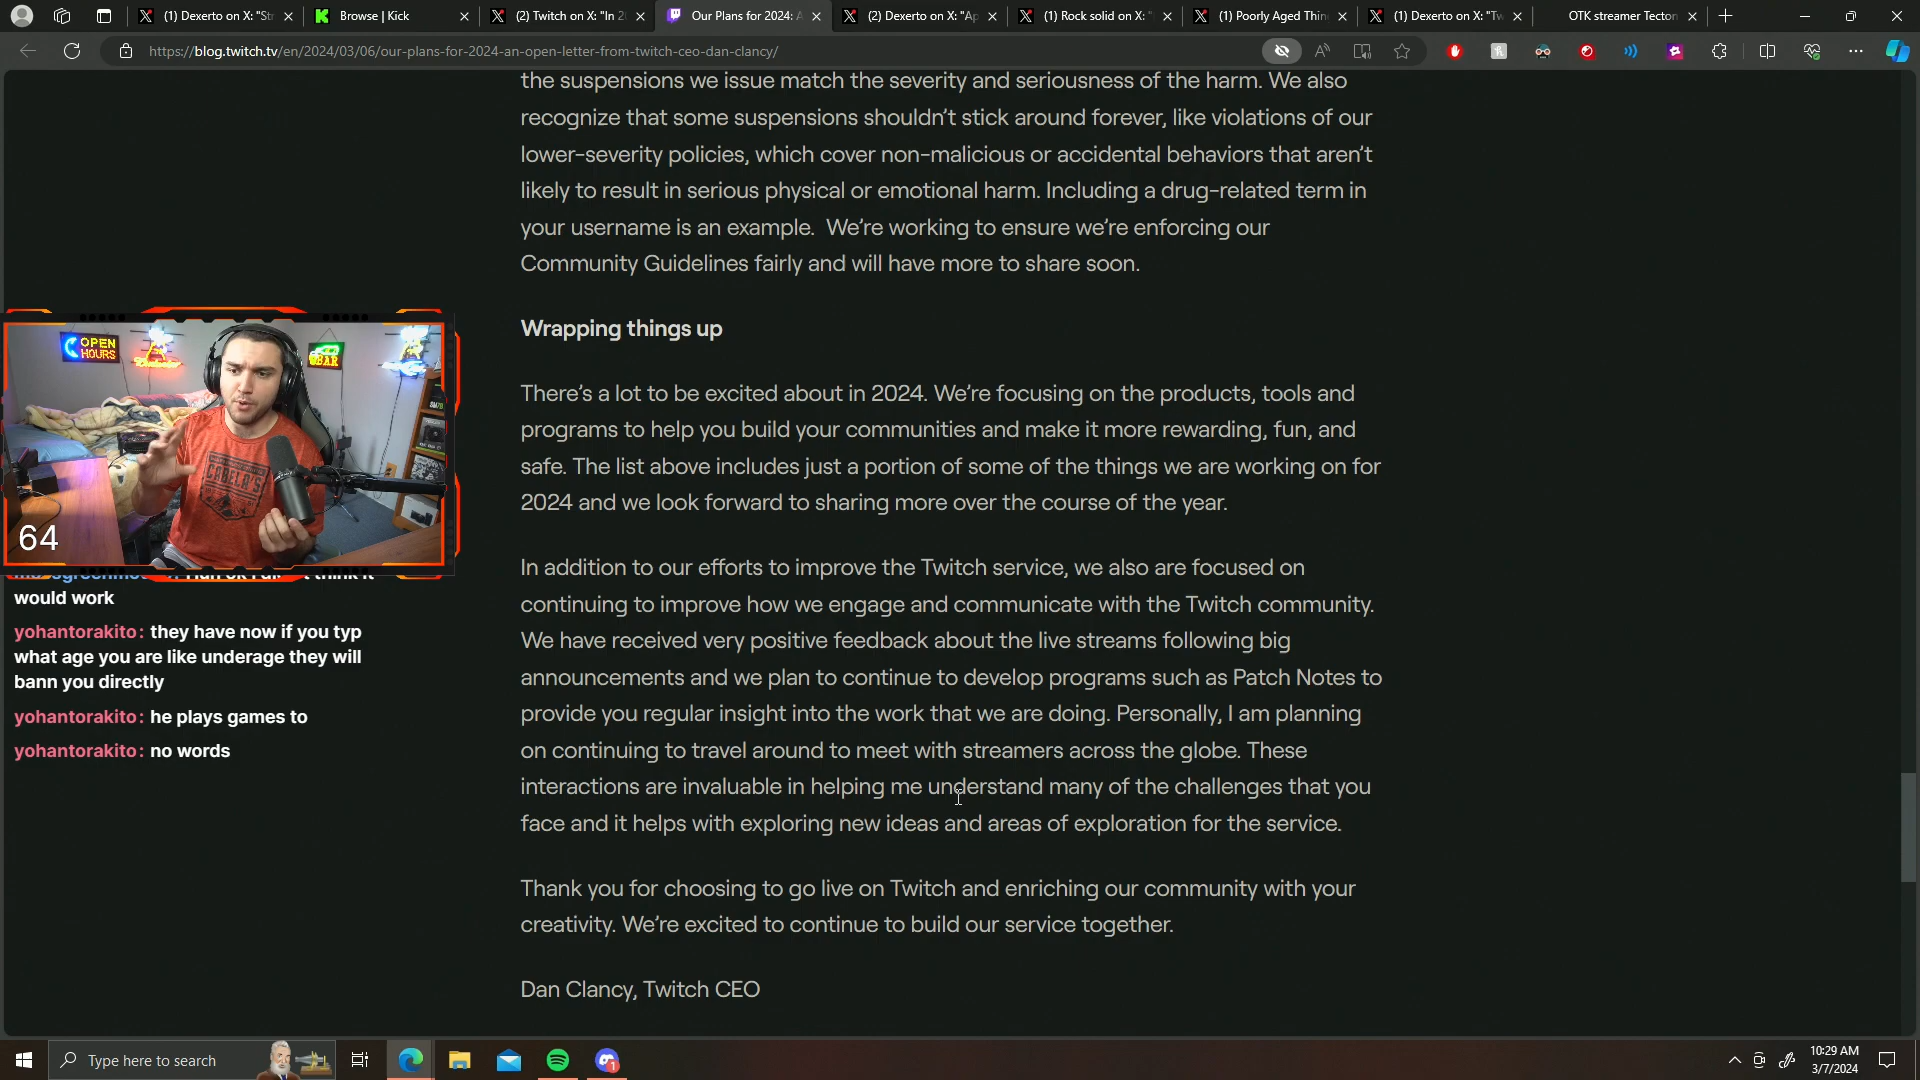 (1) Dexerto on X: "St
Browse | Kick
(2) Twitch on X: "In 2
Our Plans for 2024: A
(2) Dexerto on X: "Ap
(1) Rock solid on X: "
(1) Poorly Aged Thin
(1) Dexerto on X: "Tw
OTK streamer Tecton
https://blog.twitch.tv/en/2024/03/06/our-plans-for-2024-an-open-letter-from-twitch-ceo-dan-clancy/
the suspensions we issue match the severity and seriousness of the harm. We also
recognize that some suspensions shouldn't stick around forever, like violations of our
lower-severity policies, which cover non-malicious or accidental behaviors that aren't
likely to result in serious physical or emotional harm. Including a drug-related term in
your username is an example.  We're working to ensure we're enforcing our
Community Guidelines fairly and will have more to share soon.
Wrapping things up
There's a lot to be excited about in 2024. We're focusing on the products, tools and
programs to help you build your communities and make it more rewarding, fun, and
safe. The list above includes just a portion of some of the things we are working on for
2024 and we look forward to sharing more over the course of the year.
In addition to our efforts to improve the Twitch service, we also are focused on
continuing to improve how we engage and communicate with the Twitch community.
We have received very positive feedback about the live streams following big
announcements and we plan to continue to develop programs such as Patch Notes to
provide you regular insight into the work that we are doing. Personally, I am planning
on continuing to travel around to meet with streamers across the globe. These
interactions are invaluable in helping me understand many of the challenges that you
face and it helps with exploring new ideas and areas of exploration for the service.
Thank you for choosing to go live on Twitch and enriching our community with your
creativity. We're excited to continue to build our service together.
Dan Clancy, Twitch CEO
OPEN
HOURS
BAR
CABELA'S
64
would work
yohantorakito: they have now if you typ
what age you are like underage they will
bann you directly
yohantorakito: he plays games to
yohantorakito: no words
Type here to search
10:29 AM
3/7/2024